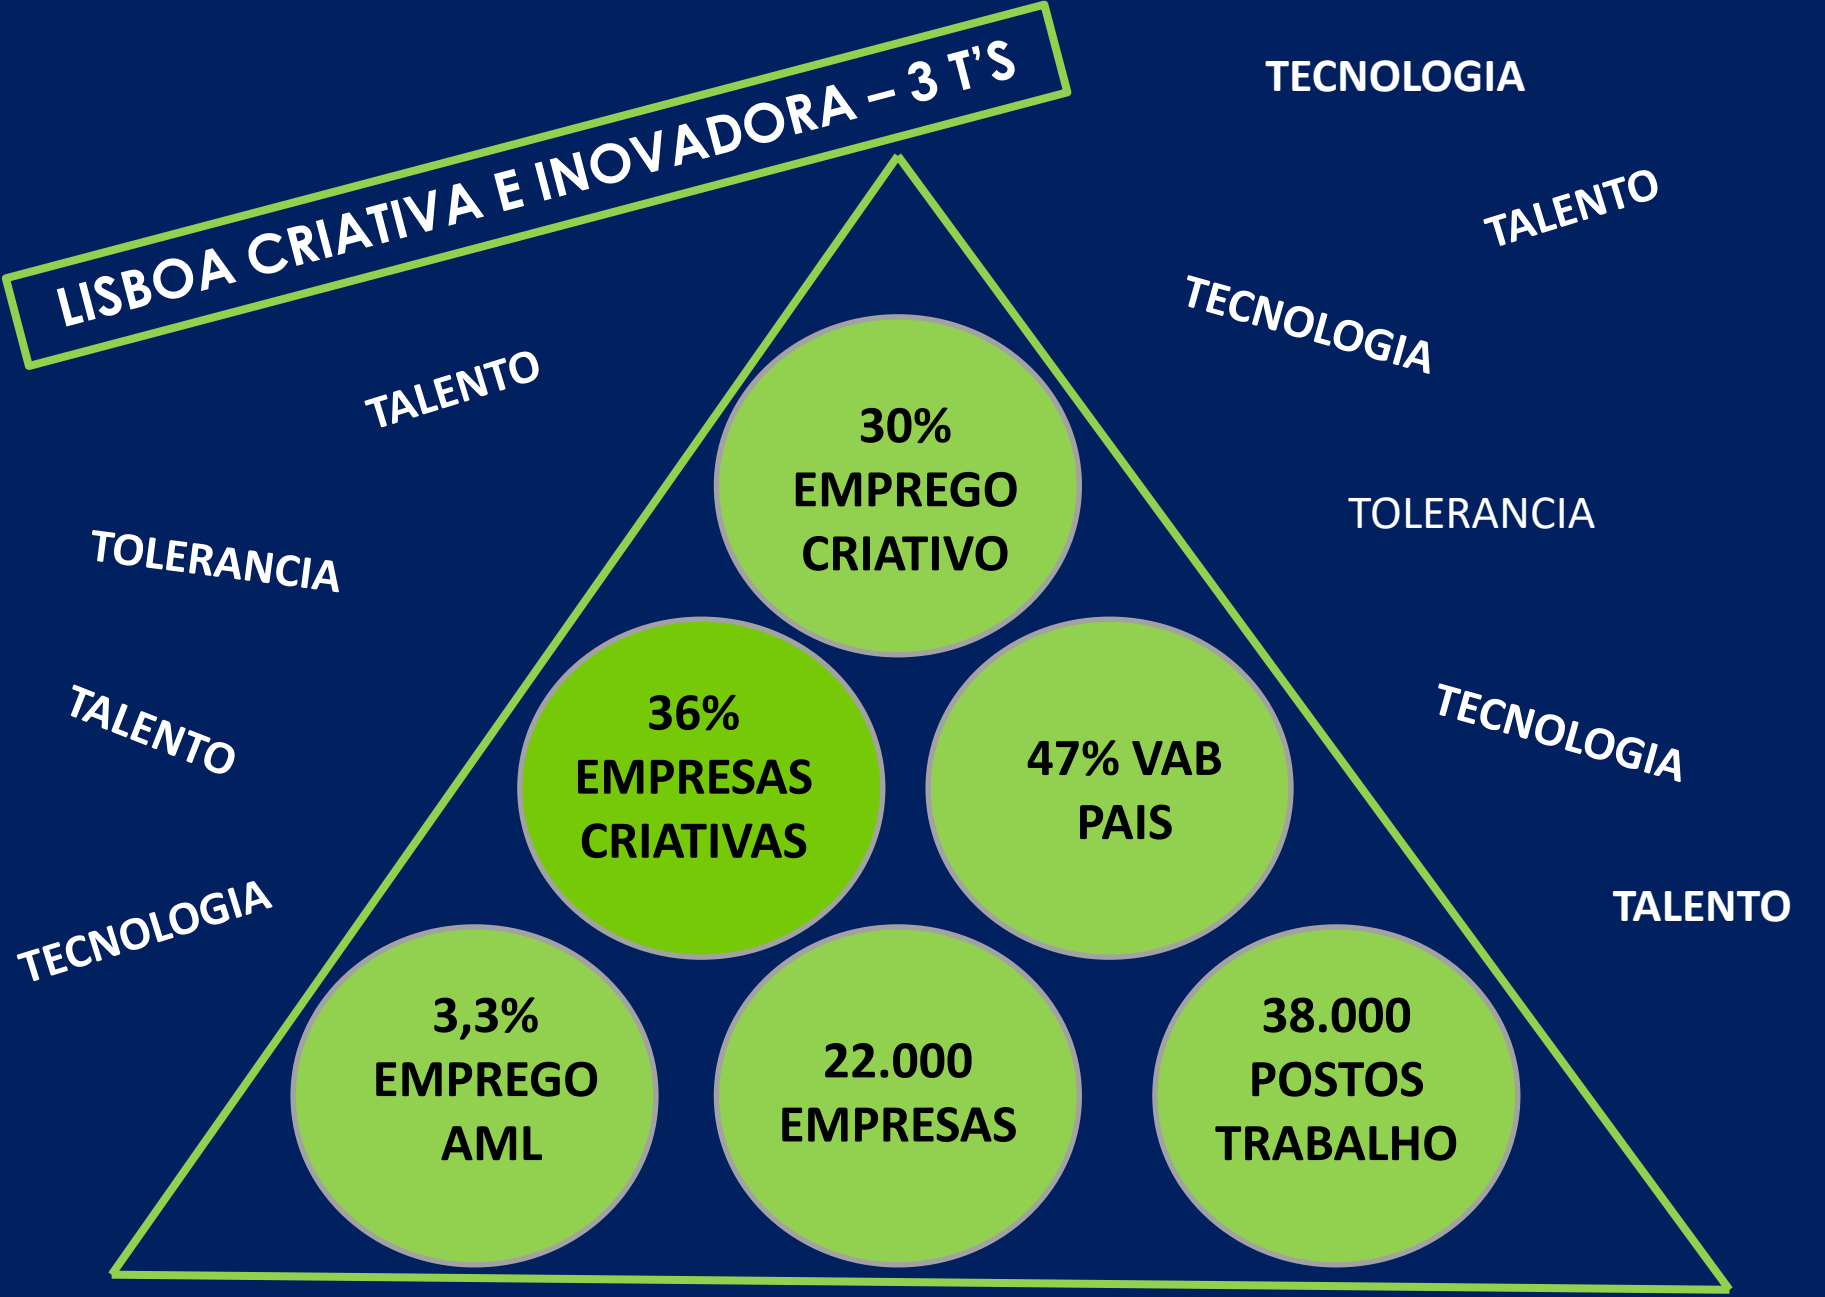 LISBOA CRIATIVA E INOVADORA – 3 T'S
TECNOLOGIA
TALENTO
TECNOLOGIA
TALENTO
30%
EMPREGO
CRIATIVO
TOLERANCIA
TOLERANCIA
TALENTO
36%
EMPRESAS
CRIATIVAS
47% VAB
PAIS
TECNOLOGIA
TECNOLOGIA
TALENTO
3,3%
EMPREGO
AML
22.000
EMPRESAS
38.000
POSTOS
TRABALHO